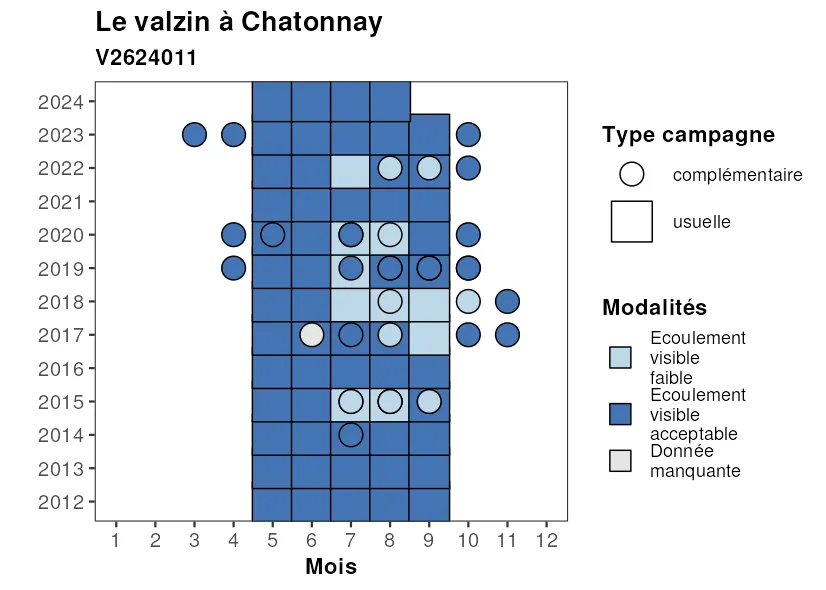 Le valzin à Chatonnay
V2624011
2024
2023
2022
2021
2020
2019
2018
2017
2016
2015
2014
2013
2012
1 2 3 4 5 6 7 8 9 10 11 12
Mois
Type campagne
complémentaire
usuelle
Modalités
Ecoulement
visible
faible
Ecoulement
visible
acceptable
Donnée
manquante